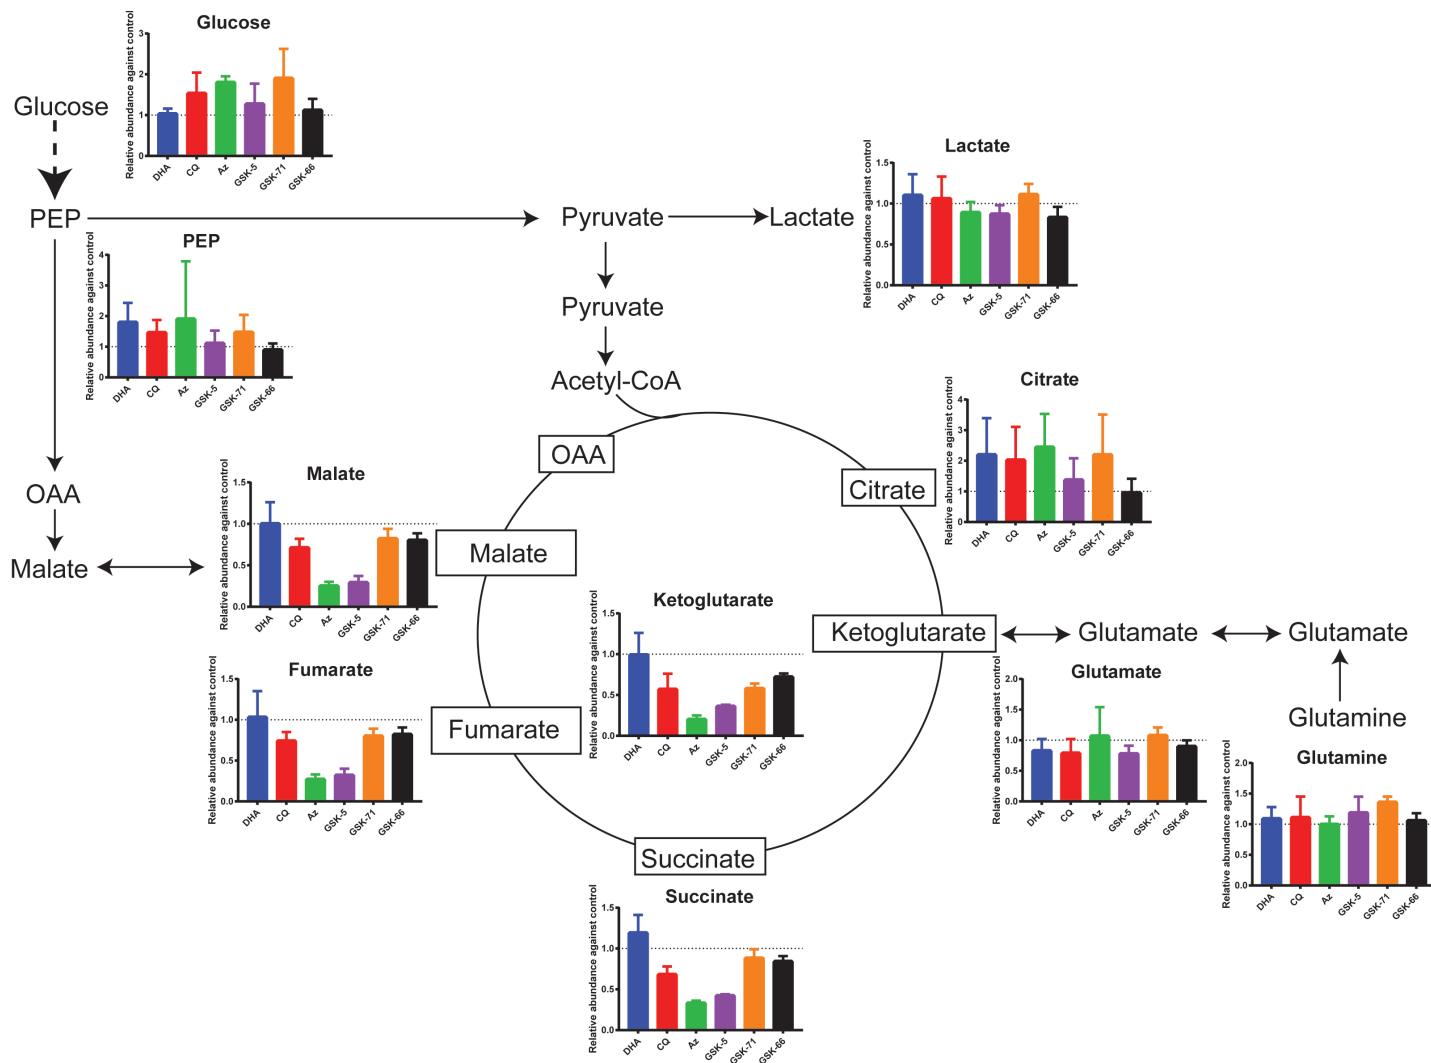 Glucose
Relative abundance against control
3
2
1
0
DHA
CQ
Az
GSK-5
GSK-71
GSK-66
Glucose
PEP
Pyruvate
Lactate
Lactate
Relative abundance against control
1.5
1.0
0.5
0.0
DHA
CQ
Az
GSK-5
GSK-71
GSK-66
PEP
Relative abundance against control
4
3
2
1
0
DHA
CQ
Az
GSK-5
GSK-71
GSK-66
Pyruvate
Acetyl-CoA
Citrate
Relative abundance against control
4
3
2
1
0
DHA
CQ
Az
GSK-5
GSK-71
GSK-66
OAA
Citrate
OAA
Malate
Malate
Relative abundance against control
1.5
1.0
0.5
0.0
DHA
CQ
Az
GSK-5
GSK-71
GSK-66
Malate
Ketoglutarate
Relative abundance against control
1.5
1.0
0.5
0.0
DHA
CQ
Az
GSK-5
GSK-71
GSK-66
Ketoglutarate
Glutamate
Glutamate
Glutamine
Fumarate
Relative abundance against control
1.5
1.0
0.5
0.0
DHA
CQ
Az
GSK-5
GSK-71
GSK-66
Fumarate
Glutamate
Relative abundance against control
2.0
1.5
1.0
0.5
0.0
DHA
CQ
Az
GSK-5
GSK-71
GSK-66
Glutamine
Relative abundance against control
2.0
1.5
1.0
0.5
0.0
DHA
CQ
Az
GSK-5
GSK-71
GSK-66
Succinate
Succinate
Relative abundance against control
1.5
1.0
0.5
0.0
DHA
CQ
Az
GSK-5
GSK-71
GSK-66